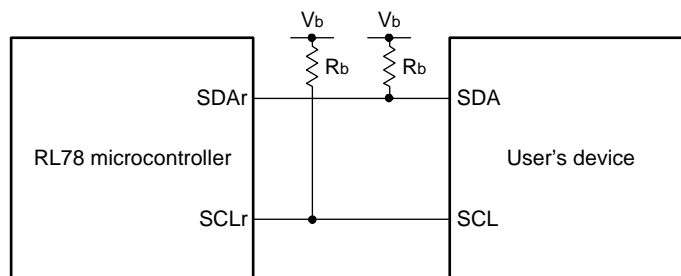 Vb Vb
Rb Rb
SDAr SDA
RL78 microcontroller User's device
SCLr SCL